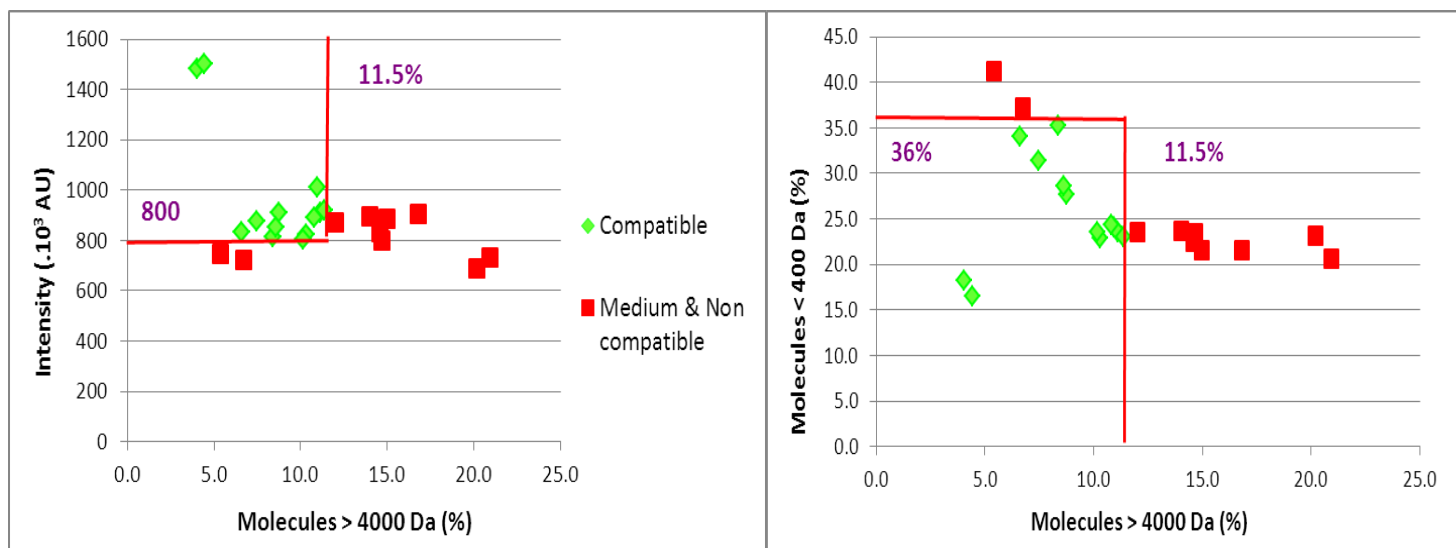 1600
1400
1200
1000
800
600
400
200
0
Intensity (.10³ AU)
11.5%
800
0.0 5.0 10.0 15.0 20.0 25.0
Molecules > 4000 Da (%)
Compatible
Medium & Non
compatible
45.0
40.0
35.0
30.0
25.0
20.0
15.0
10.0
5.0
0.0
Molecules < 400 Da (%)
36%
11.5%
0.0 5.0 10.0 15.0 20.0 25.0
Molecules > 4000 Da (%)